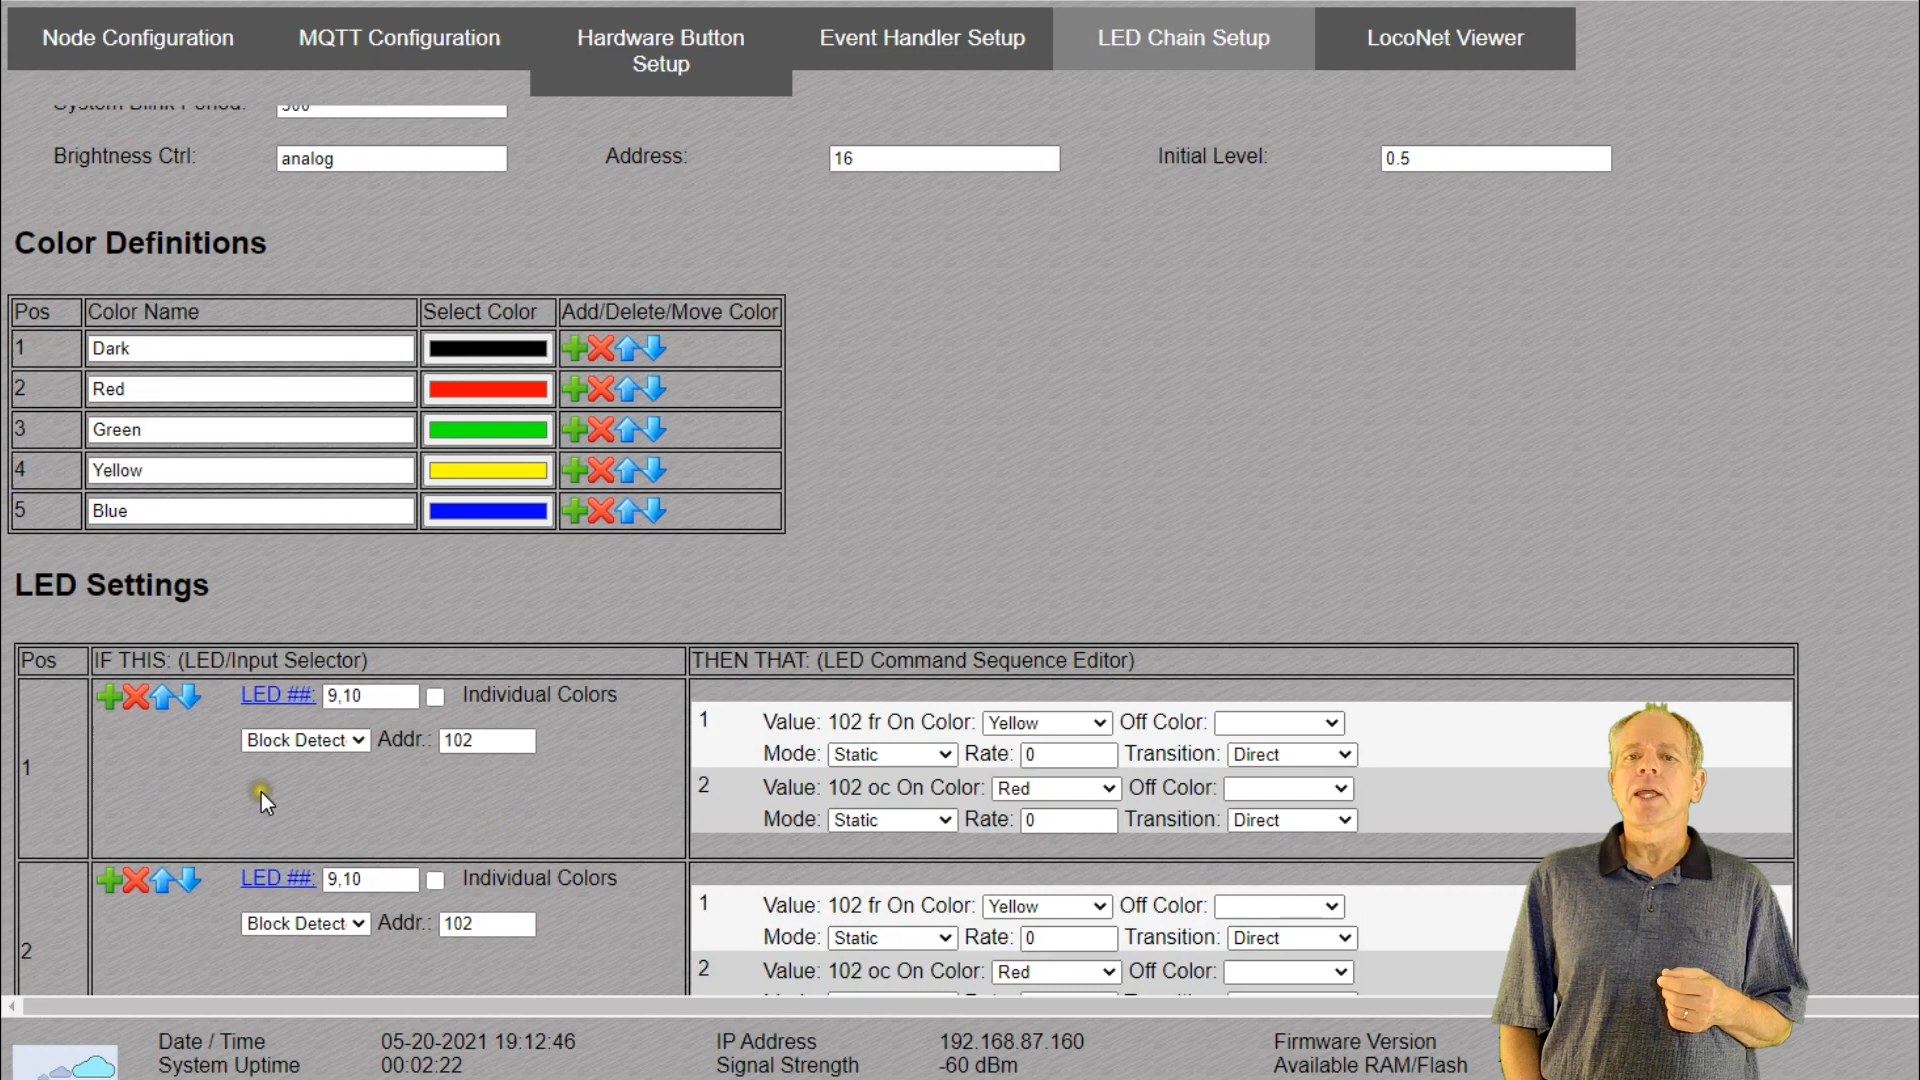 Node Configuration
MQTT Configuration
Hardware Button Setup
Event Handler Setup
LED Chain Setup
LocoNet Viewer
System Blink Period: 500
Brightness Ctrl: analog Address: 16 Initial Level: 0.5
Color Definitions
Pos Color Name Select Color Add/Delete/Move Color
1 Dark
2 Red
3 Green
4 Yellow
5 Blue
LED Settings
Pos IF THIS: (LED/Input Selector) THEN THAT: (LED Command Sequence Editor)
1
LED ##: 9,10 Individual Colors
Block Detect Addr.: 102
1 Value: 102 fr On Color: Yellow Off Color:
Mode: Static Rate: 0 Transition: Direct
2 Value: 102 oc On Color: Red Off Color:
Mode: Static Rate: 0 Transition: Direct
2
LED ##: 9,10 Individual Colors
Block Detect Addr.: 102
1 Value: 102 fr On Color: Yellow Off Color:
Mode: Static Rate: 0 Transition: Direct
2 Value: 102 oc On Color: Red Off Color:
Date / Time 05-20-2021 19:12:46 IP Address 192.168.87.160 Firmware Version
System Uptime 00:02:22 Signal Strength -60 dBm Available RAM/Flash